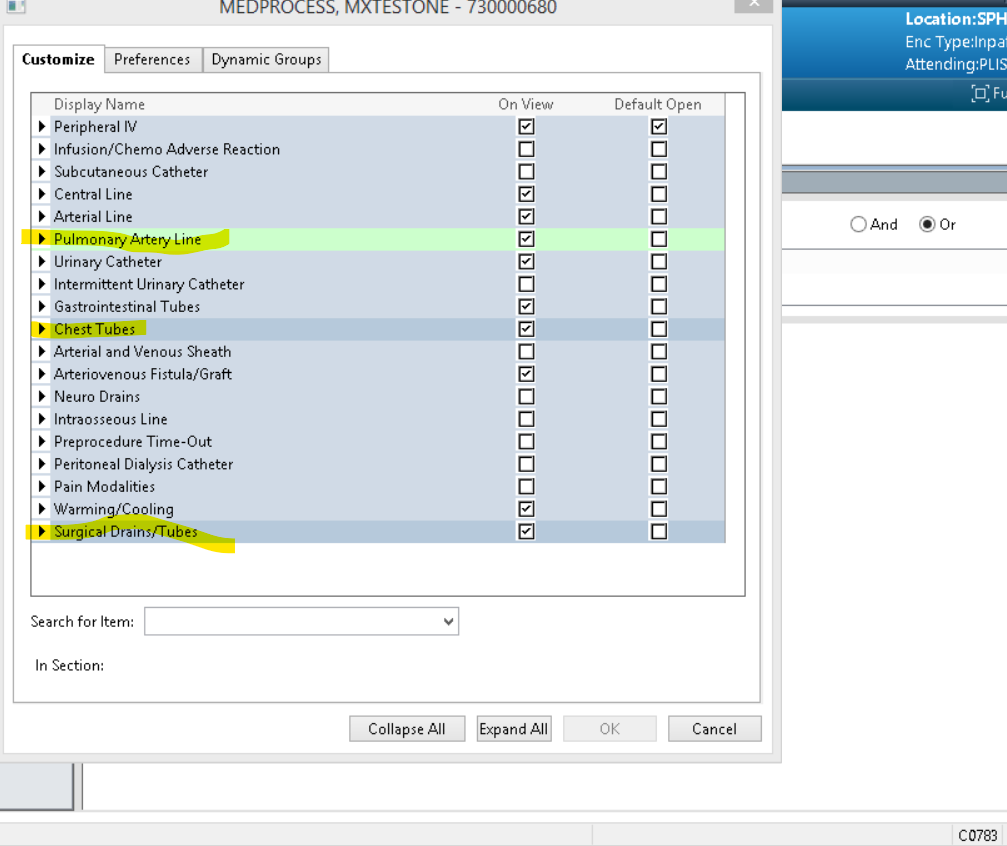 MEDPROCESS, MXTESTONE - 730000680
Location:SPH
Enc Type:Inpa
Attending:PLIS
Fu
Customize Preferences Dynamic Groups
Display Name On View Default Open
Peripheral IV
Infusion/Chemo Adverse Reaction
Subcutaneous Catheter
Central Line
Arterial Line
Pulmonary Artery Line
Urinary Catheter
Intermittent Urinary Catheter
Gastrointestinal Tubes
Chest Tubes
Arterial and Venous Sheath
Arteriovenous Fistula/Graft
Neuro Drains
Intraosseous Line
Preprocedure Time-Out
Peritoneal Dialysis Catheter
Pain Modalities
Warming/Cooling
Surgical Drains/Tubes
And Or
Search for Item:
In Section:
Collapse All Expand All OK Cancel
C0783